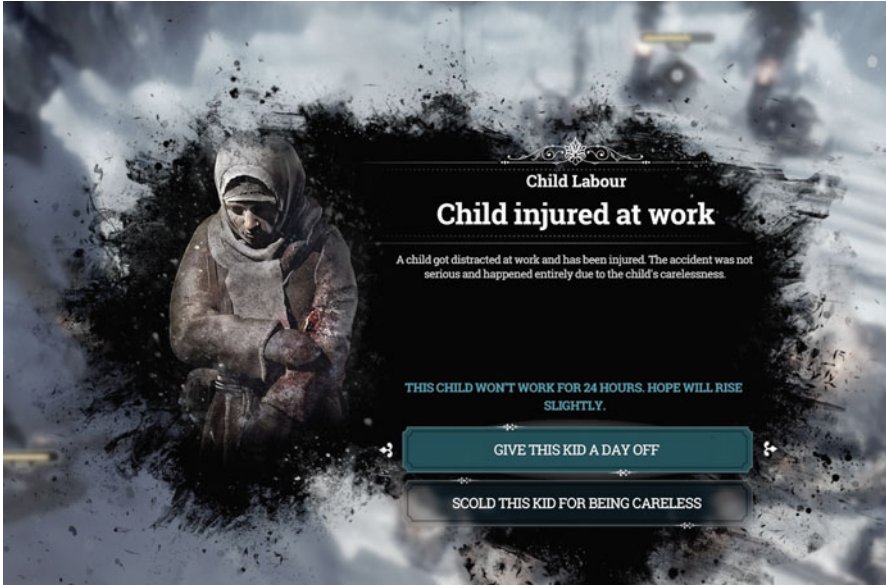 Child Labour
Child injured at work
A child got distracted at work and has been injured. The accident was not
serious and happened entirely due to the child's carelessness.
THIS CHILD WON'T WORK FOR 24 HOURS. HOPE WILL RISE
SLIGHTLY.
GIVE THIS KID A DAY OFF
SCOLD THIS KID FOR BEING CARELESS